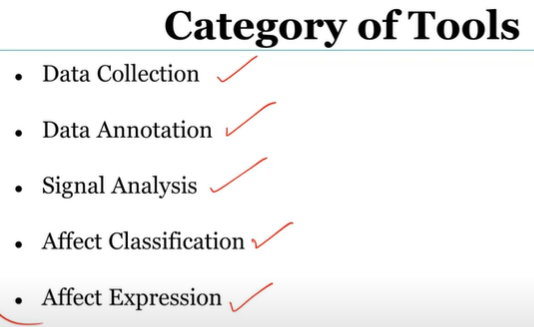 Category of Tools
• Data Collection
• Data Annotation
• Signal Analysis
• Affect Classification
• Affect Expression